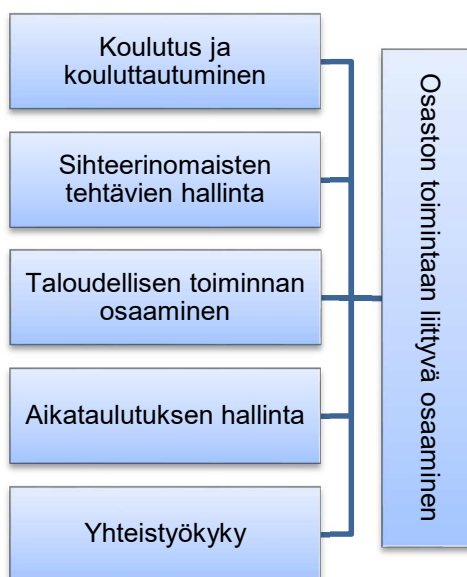 Koulutus ja
kouluttautuminen
Sihteerinomaisten
tehtävien hallinta
Taloudellisen toiminnan
osaaminen
Aikataulutuksen hallinta
Yhteistyökyky
Osaston toimintaan liittyvä osaaminen